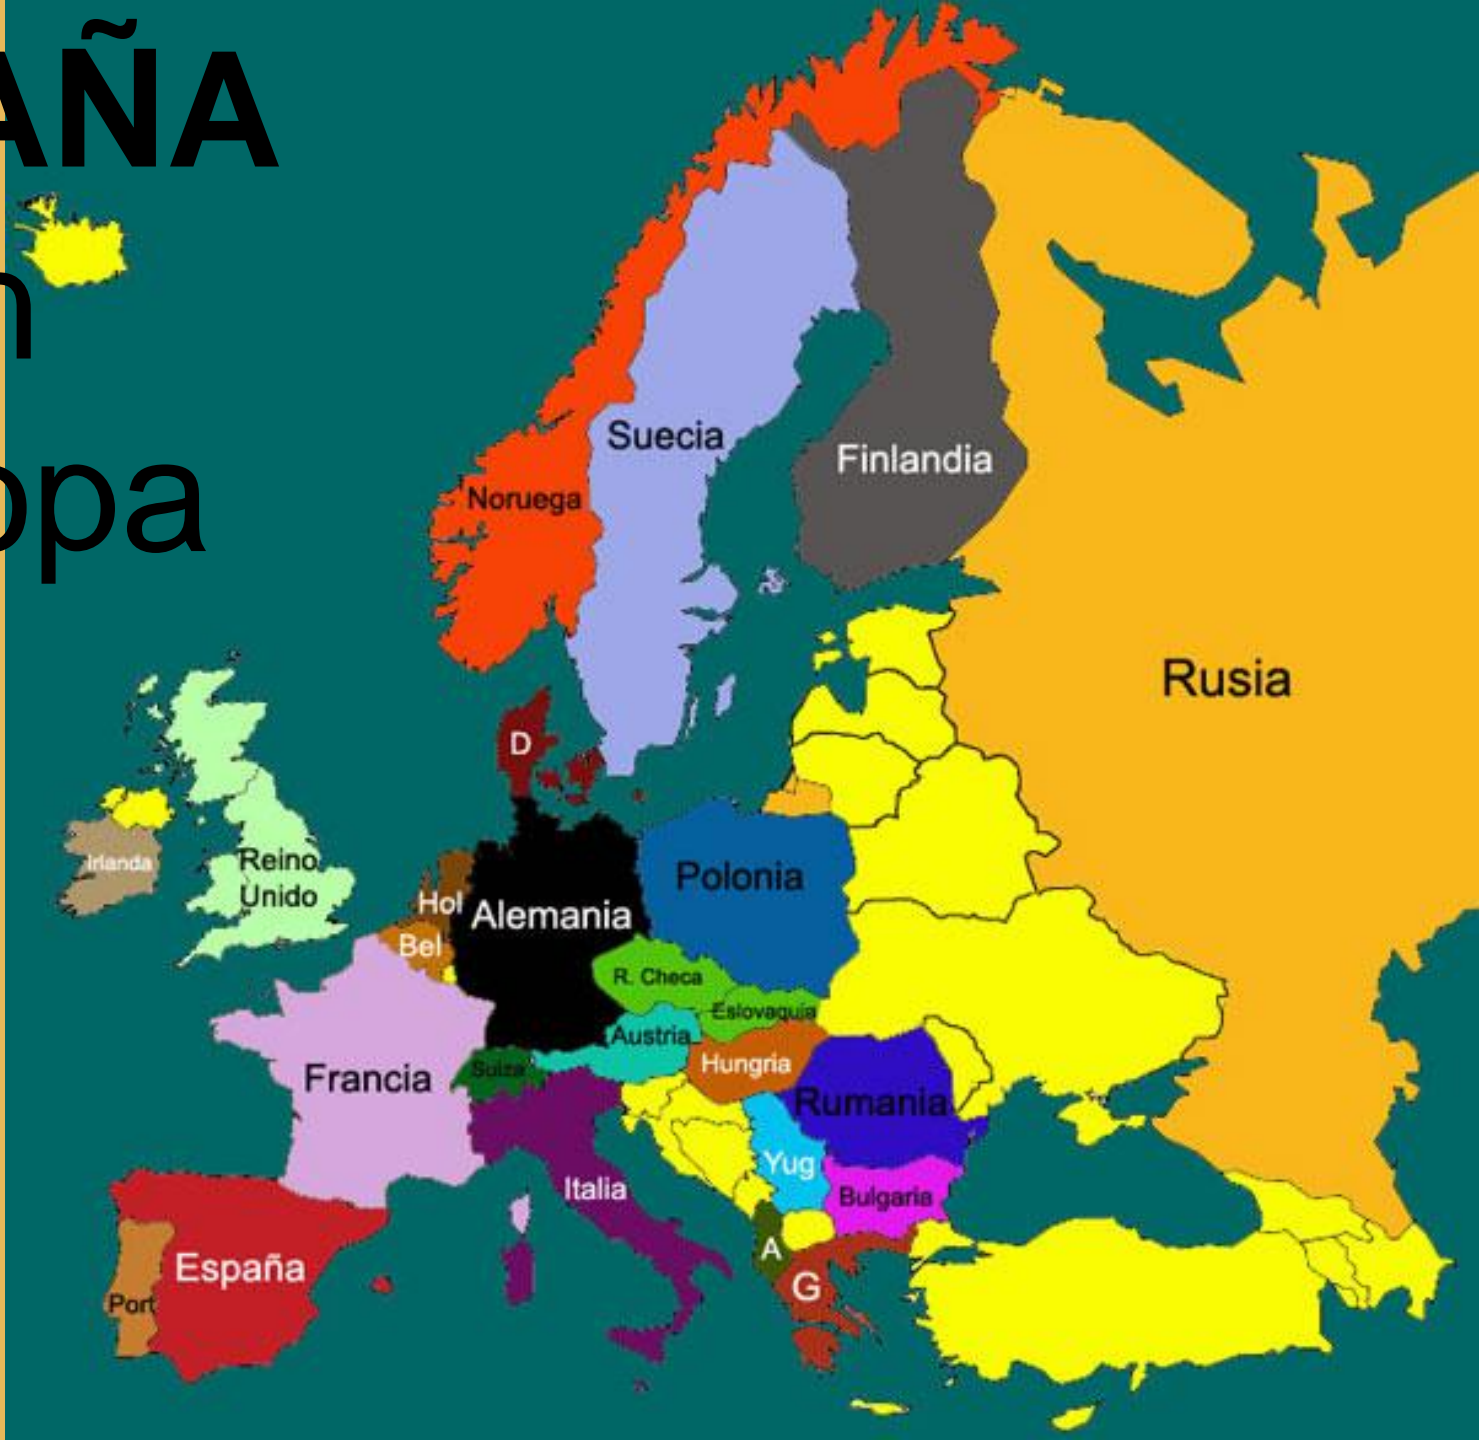 AÑA
n
opa
Suecia
Finlandia
Noruega
Rusia
D
Irlanda
Reino
Unido
Polonia
Hol
Alemania
Bel
R. Checa
Eslovaquia
Austria
Hungria
Suiza
Francia
Rumania
Yug
Italia
Bulgaria
A
España
G
Port